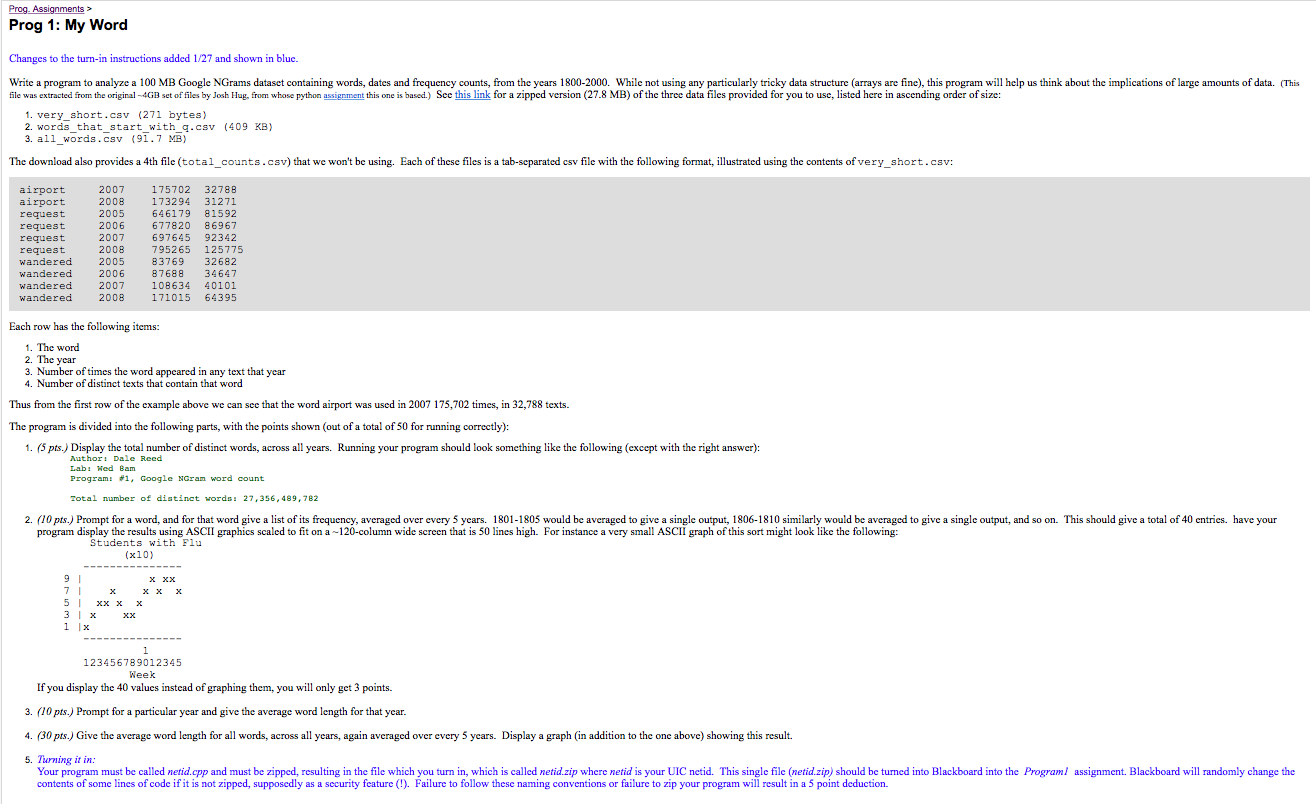 Prog. Assignments >
Prog 1: My Word
Changes to the turn-in instructions added 1/27 and shown in blue.
Write a program to analyze a 100 MB Google NGrams dataset containing words, dates and frequency counts, from the years 1800-2000.  While not using any particularly tricky data structure (arrays are fine), this program will help us think about the implications of large amounts of data.  (This
file was extracted from the original ~4GB set of files by Josh Hug, from whose python assignment this one is based.)  See this link for a zipped version (27.8 MB) of the three data files provided for you to use, listed here in ascending order of size:
1. very_short.csv (271 bytes)
2. words_that_start_with_q.csv (409 KB)
3. all_words.csv (91.7 MB)
The download also provides a 4th file (total_counts.csv) that we won't be using.  Each of these files is a tab-separated csv file with the following format, illustrated using the contents of very_short.csv:
airport     2007    175702  32788
airport     2008    173294  31271
request     2005    646179  81592
request     2006    677820  86967
request     2007    697645  92342
request     2008    795265  125775
wandered    2005    83769   32682
wandered    2006    87688   34647
wandered    2007    108634  40101
wandered    2008    171015  64395
Each row has the following items:
1. The word
2. The year
3. Number of times the word appeared in any text that year
4. Number of distinct texts that contain that word
Thus from the first row of the example above we can see that the word airport was used in 2007 175,702 times, in 32,788 texts.
The program is divided into the following parts, with the points shown (out of a total of 50 for running correctly):
1. (5 pts.) Display the total number of distinct words, across all years.  Running your program should look something like the following (except with the right answer):
Author: Dale Reed
Lab: Wed 8am
Program: #1, Google NGram word count
Total number of distinct words: 27,356,489,782
2. (10 pts.) Prompt for a word, and for that word give a list of its frequency, averaged over every 5 years.  1801-1805 would be averaged to give a single output, 1806-1810 similarly would be averaged to give a single output, and so on.  This should give a total of 40 entries.  have your
program display the results using ASCII graphics scaled to fit on a ~120-column wide screen that is 50 lines high.  For instance a very small ASCII graph of this sort might look like the following:
Students with Flu
(x10)
---------------
9 |          x xx
7 |    x    x x  x
5 |  xx x  x
3 | x    xx
1 |x
---------------
1
123456789012345
Week
If you display the 40 values instead of graphing them, you will only get 3 points.
3. (10 pts.) Prompt for a particular year and give the average word length for that year.
4. (30 pts.) Give the average word length for all words, across all years, again averaged over every 5 years.  Display a graph (in addition to the one above) showing this result.
5. Turning it in:
Your program must be called netid.cpp and must be zipped, resulting in the file which you turn in, which is called netid.zip where netid is your UIC netid.  This single file (netid.zip) should be turned into Blackboard into the  Program1  assignment. Blackboard will randomly change the
contents of some lines of code if it is not zipped, supposedly as a security feature (!).  Failure to follow these naming conventions or failure to zip your program will result in a 5 point deduction.